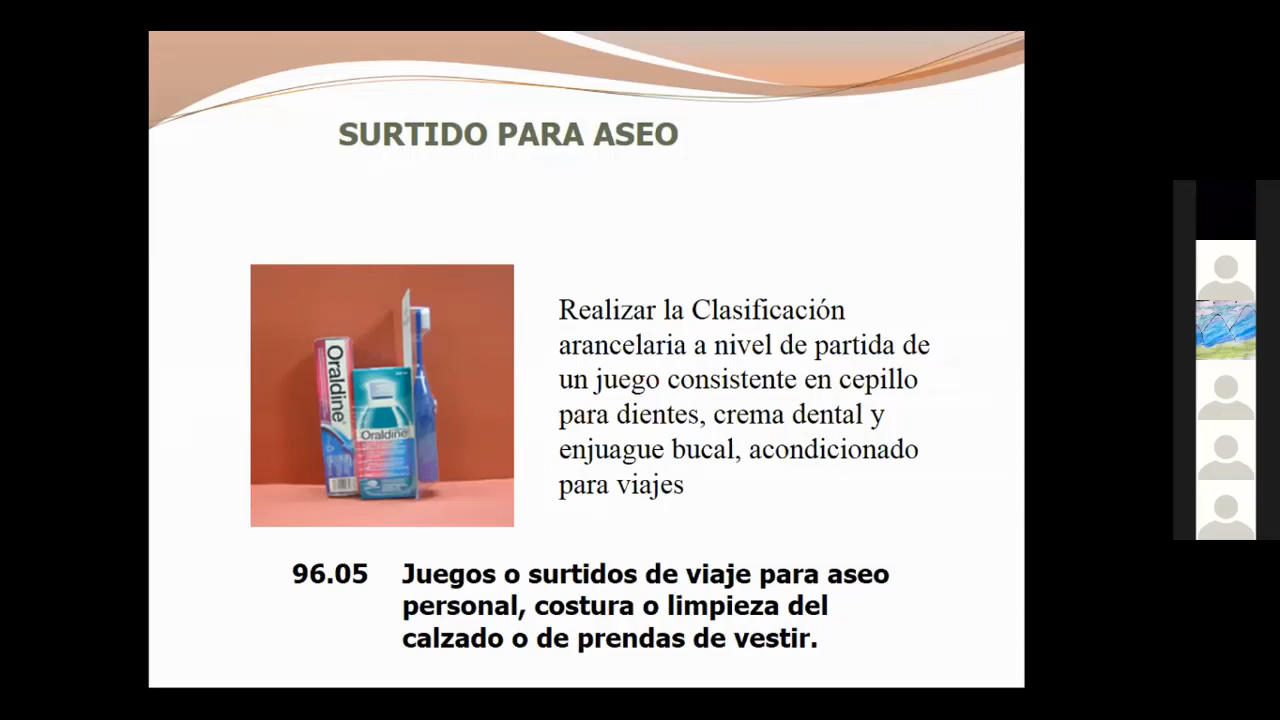 SURTIDO PARA ASEO
Oraldine
Oraldine
Realizar la Clasificación
arancelaria a nivel de partida de
un juego consistente en cepillo
para dientes, crema dental y
enjuague bucal, acondicionado
para viajes
96.05 Juegos o surtidos de viaje para aseo
personal, costura o limpieza del
calzado o de prendas de vestir.